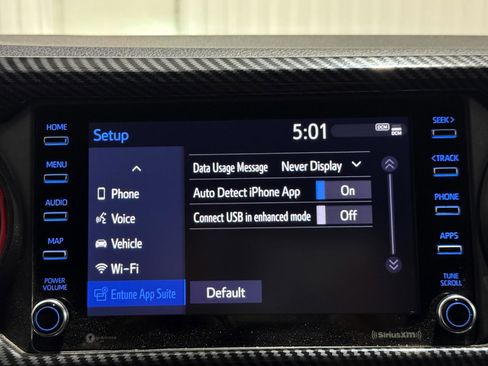 HOME
MENU
AUDIO
MAP
POWER
VOLUME
Setup
5:01
DCM
Phone
Voice
Vehicle
Wi-Fi
Entune App Suite
Data Usage Message Never Display
Auto Detect iPhone App On
Connect USB in enhanced mode Off
Default
SEEK>
<TRACK
PHONE
APPS
TUNE
SCROLL
SiriusXM